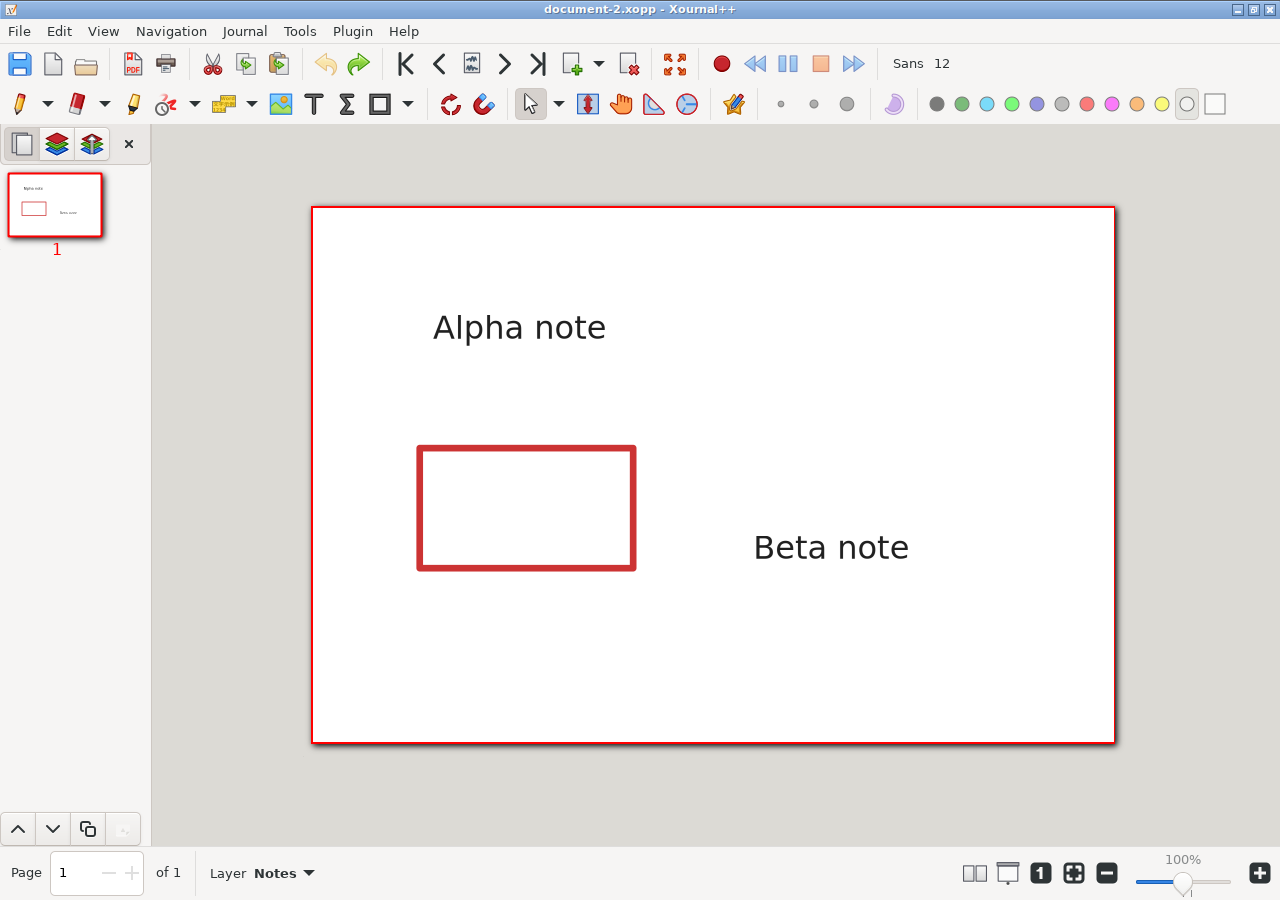 document-2.xopp - Xournal++
File Edit View Navigation Journal Tools Plugin Help
Sans 12
Alpha note
Beta note
1
Page 1 of 1 Layer Notes
100%